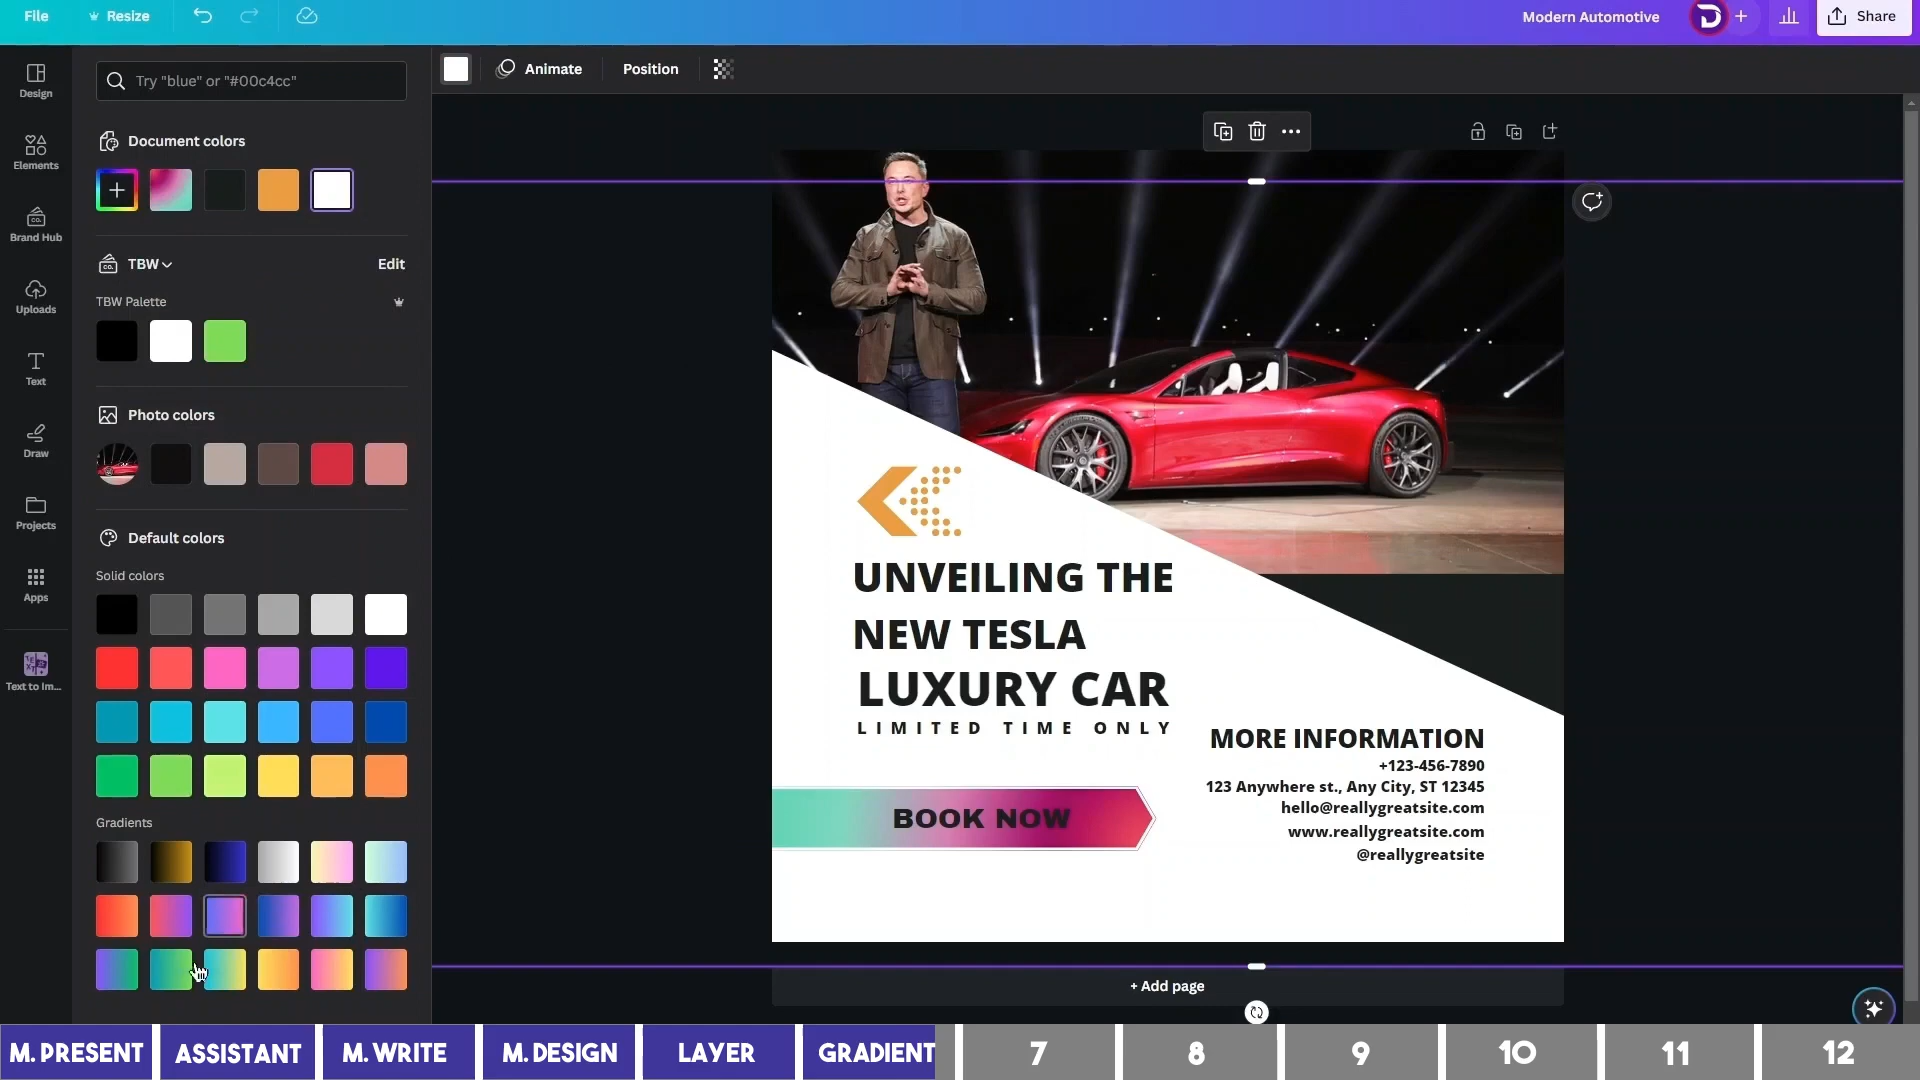 File
Resize
Modern Automotive
Share
Design
Elements
Brand Hub
Uploads
Text
Draw
Projects
Apps
Text to Im...
Try "blue" or "#00c4cc"
Document colors
CO.
TBW
Edit
TBW Palette
Photo colors
Default colors
Solid colors
Gradients
Animate
Position
UNVEILING THE
NEW TESLA
LUXURY CAR
LIMITED TIME ONLY
BOOK NOW
MORE INFORMATION
+123-456-7890
123 Anywhere st., Any City, ST 12345
hello@reallygreatsite.com
www.reallygreatsite.com
@reallygreatsite
+ Add page
M. PRESENT
ASSISTANT
M. WRITE
M. DESIGN
LAYER
GRADIENT
7
8
9
10
11
12